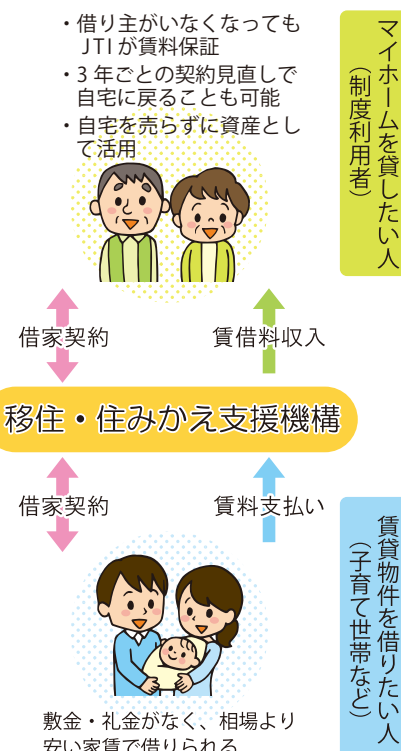 ・借り主がいなくなっても
JTIが賃料保証
・3年ごとの契約見直しで
自宅に戻ることも可能
・自宅を売らずに資産とし
て活用
マイホームを貸したい人
（制度利用者）
借家契約
賃借料収入
移住・住みかえ支援機構
借家契約
賃料支払い
賃貸物件を借りたい人
（子育て世帯など）
敷金・礼金がなく、相場より
安い家賃で借りられる